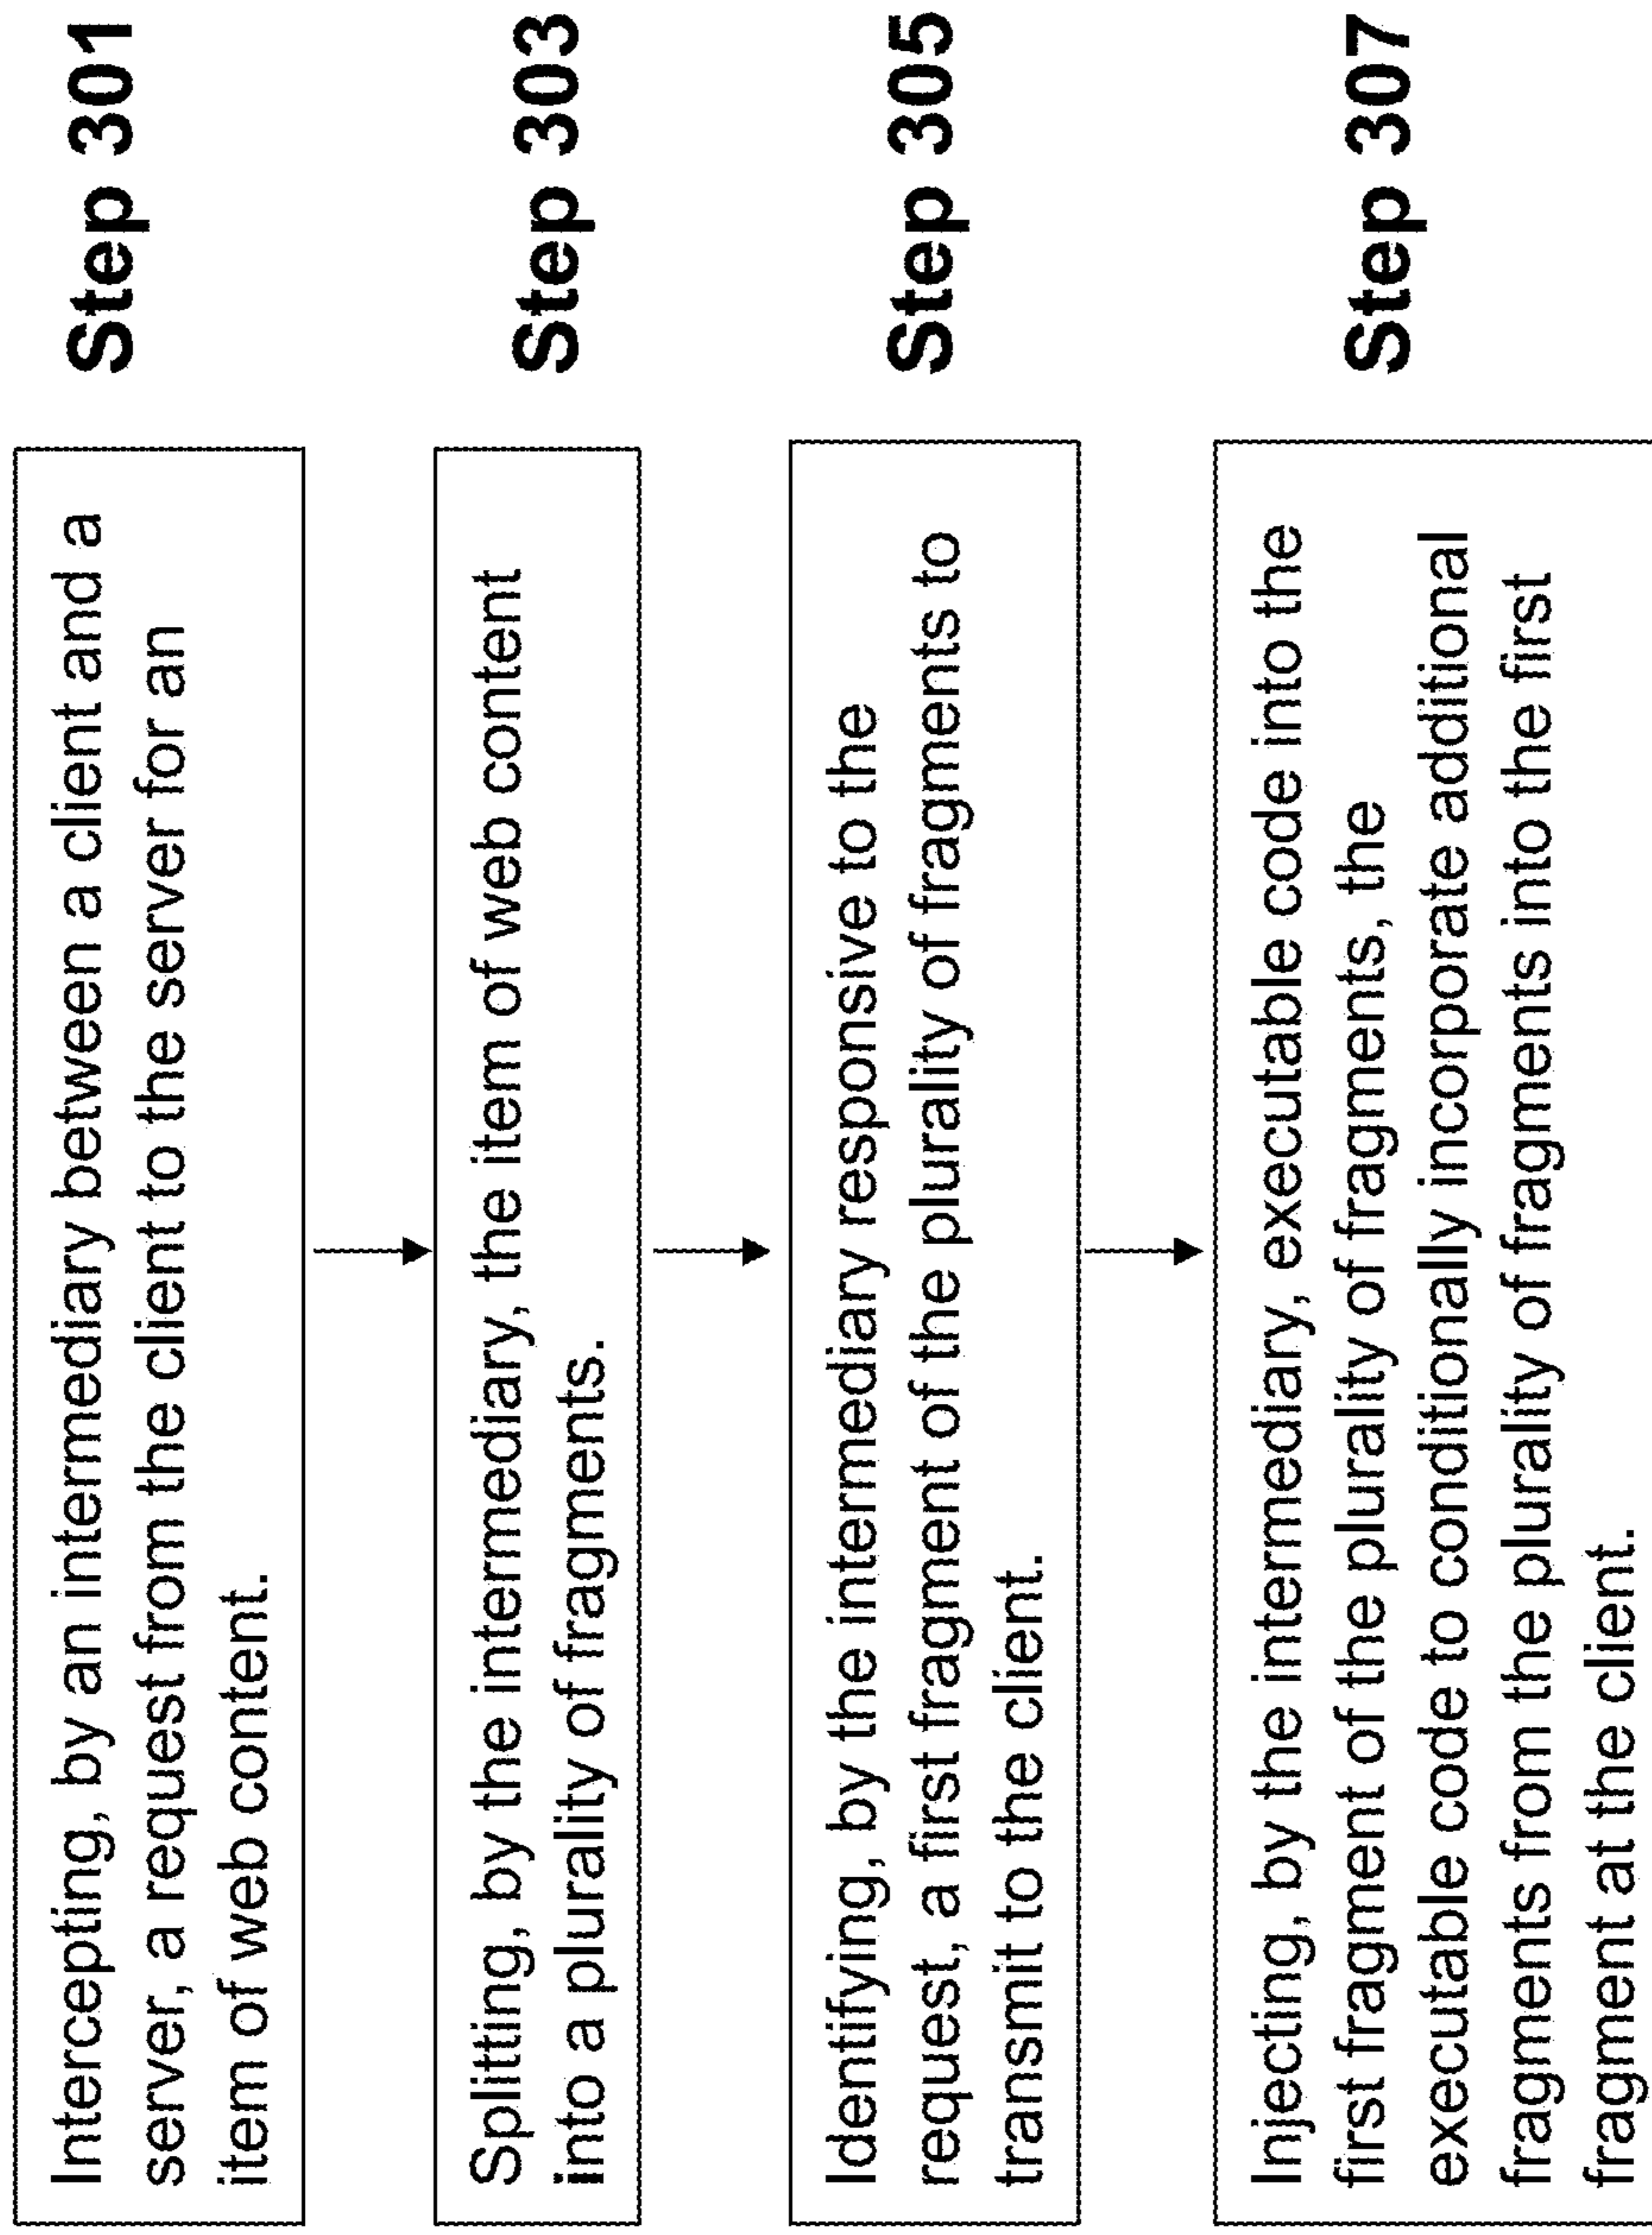 Intercepting, by an intermediary between a client and a
server, a request from the client to the server for an
item of web content.
Step 301
Splitting, by the intermediary, the item of web content
into a plurality of fragments.
Step 303
Identifying, by the intermediary responsive to the
request, a first fragment of the plurality of fragments to
transmit to the client.
Step 305
Injecting, by the intermediary, executable code into the
first fragment of the plurality of fragments, the
executable code to conditionally incorporate additional
fragments from the plurality of fragments into the first
fragment at the client.
Step 307